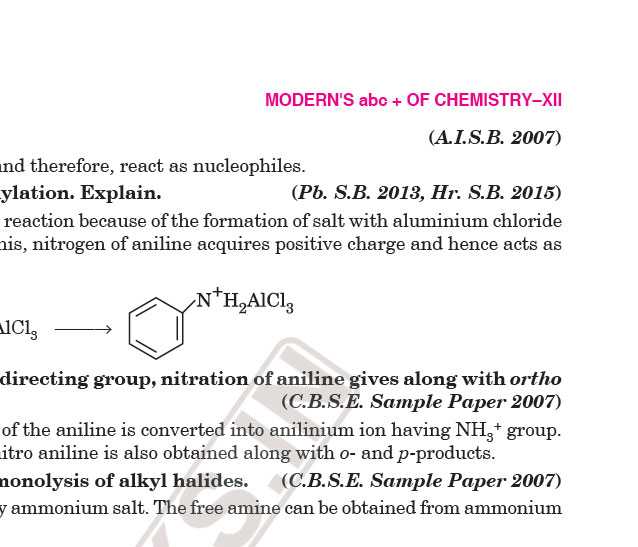 MODERN'S abc + OF CHEMISTRY–XII
(A.I.S.B. 2007)
and therefore, react as nucleophiles.
ylation. Explain. (Pb. S.B. 2013, Hr. S.B. 2015)
reaction because of the formation of salt with aluminium chloride
his, nitrogen of aniline acquires positive charge and hence acts as
N⁺H₂AlCl₃
AlCl₃ ⟶
directing group, nitration of aniline gives along with ortho
(C.B.S.E. Sample Paper 2007)
of the aniline is converted into anilinium ion having NH₃⁺ group.
itro aniline is also obtained along with o- and p-products.
monolysis of alkyl halides. (C.B.S.E. Sample Paper 2007)
y ammonium salt. The free amine can be obtained from ammonium